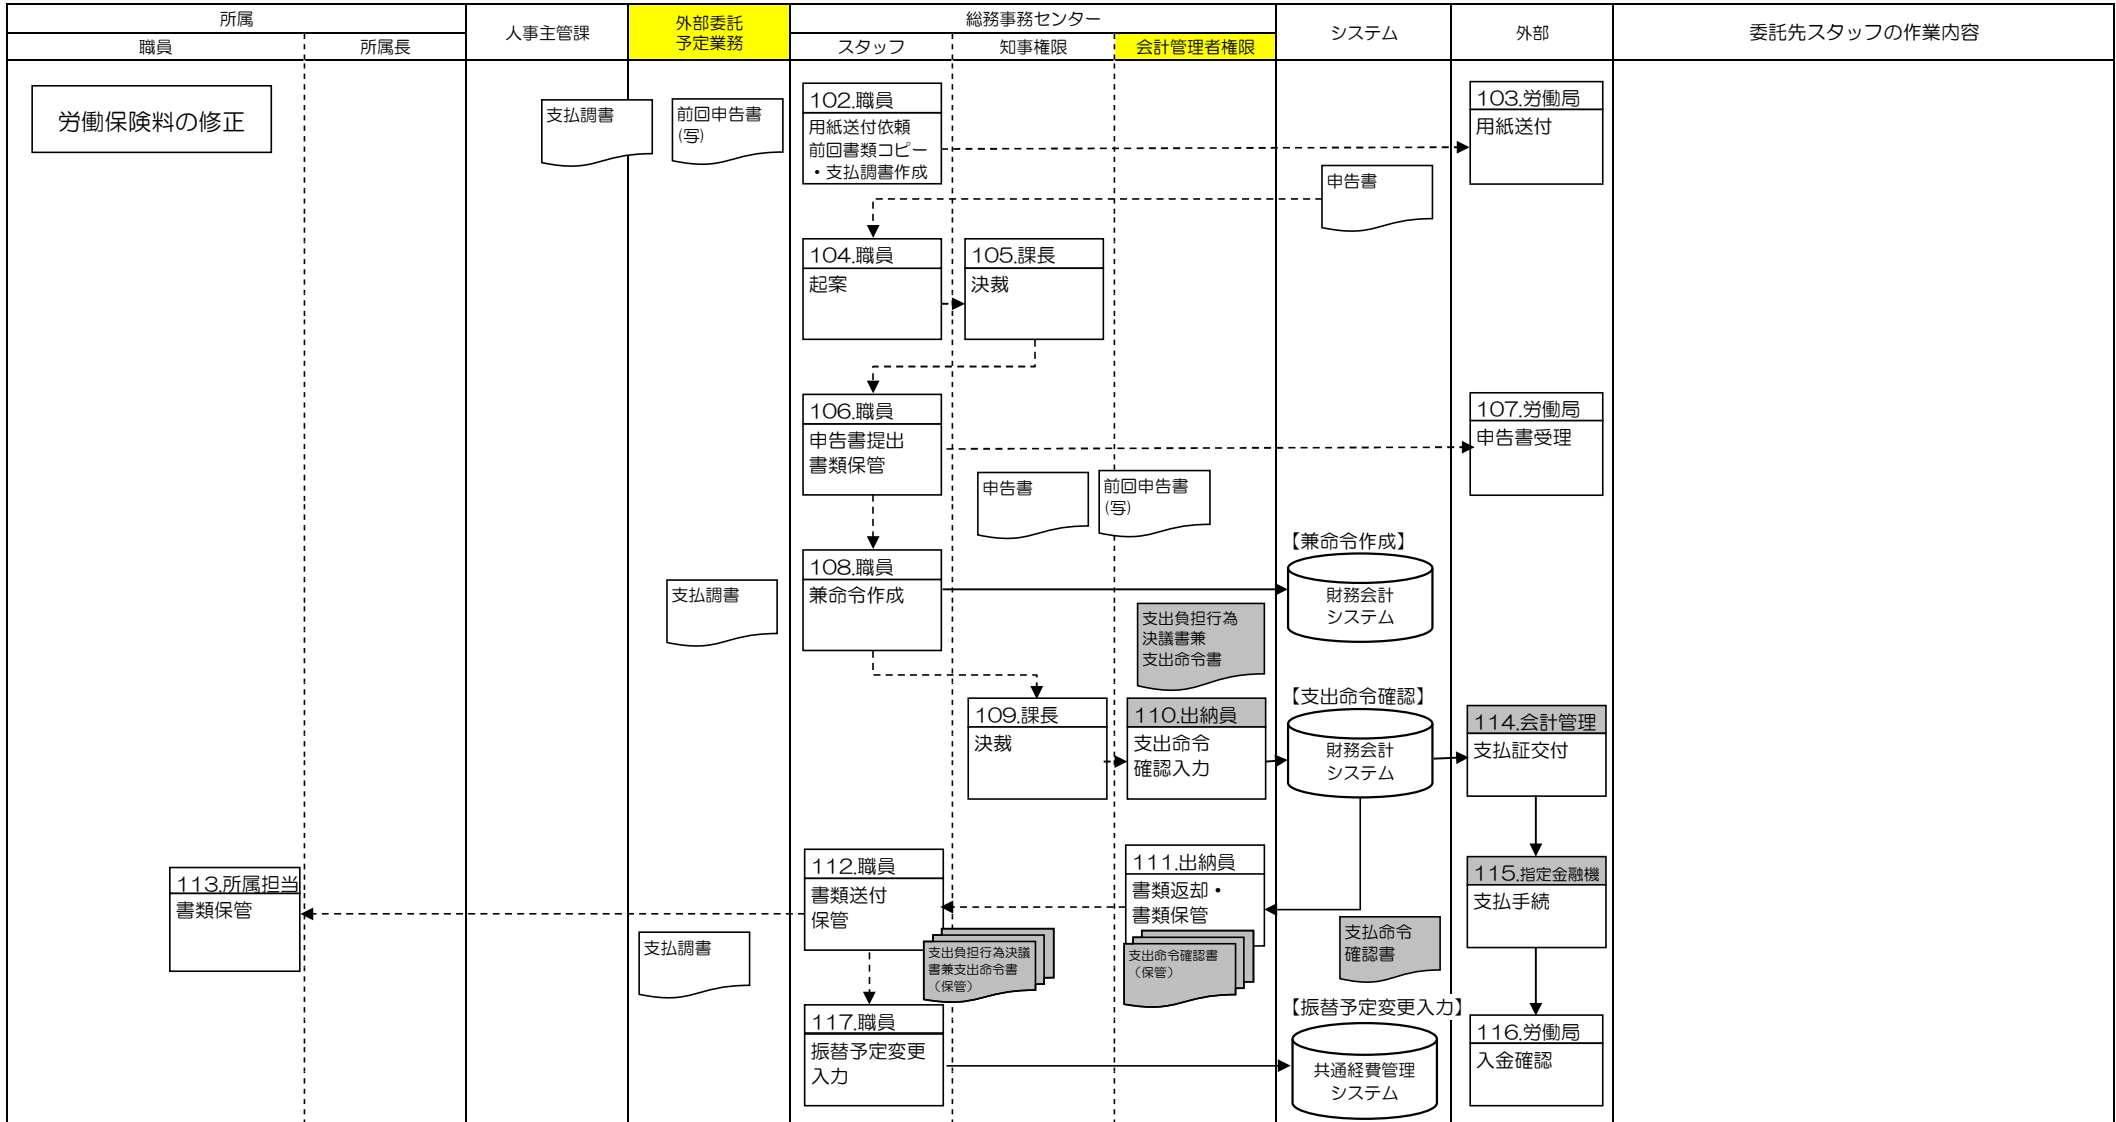 所属
人事主管課
外部委託
予定業務
総務事務センター
システム
外部
委託先スタッフの作業内容
職員
所属長
スタッフ
知事権限
会計管理者権限
労働保険料の修正
支払調書
前回申告書
(写)
102.職員
用紙送付依頼
前回書類コピー
・支払調書作成
103.労働局
用紙送付
申告書
104.職員
起案
105.課長
決裁
106.職員
申告書提出
書類保管
107.労働局
申告書受理
申告書
前回申告書
(写)
108.職員
兼命令作成
【兼命令作成】
財務会計
システム
支払調書
支出負担行為
決議書兼
支出命令書
109.課長
決裁
110.出納員
支出命令
確認入力
【支出命令確認】
財務会計
システム
114.会計管理
支払証交付
113.所属担当
書類保管
112.職員
書類送付
保管
111.出納員
書類返却・
書類保管
115.指定金融機
支払手続
支払調書
支出負担行為決議
書兼支出命令書
（保管）
支出命令確認書
（保管）
支払命令
確認書
117.職員
振替予定変更
入力
【振替予定変更入力】
共通経費管理
システム
116.労働局
入金確認